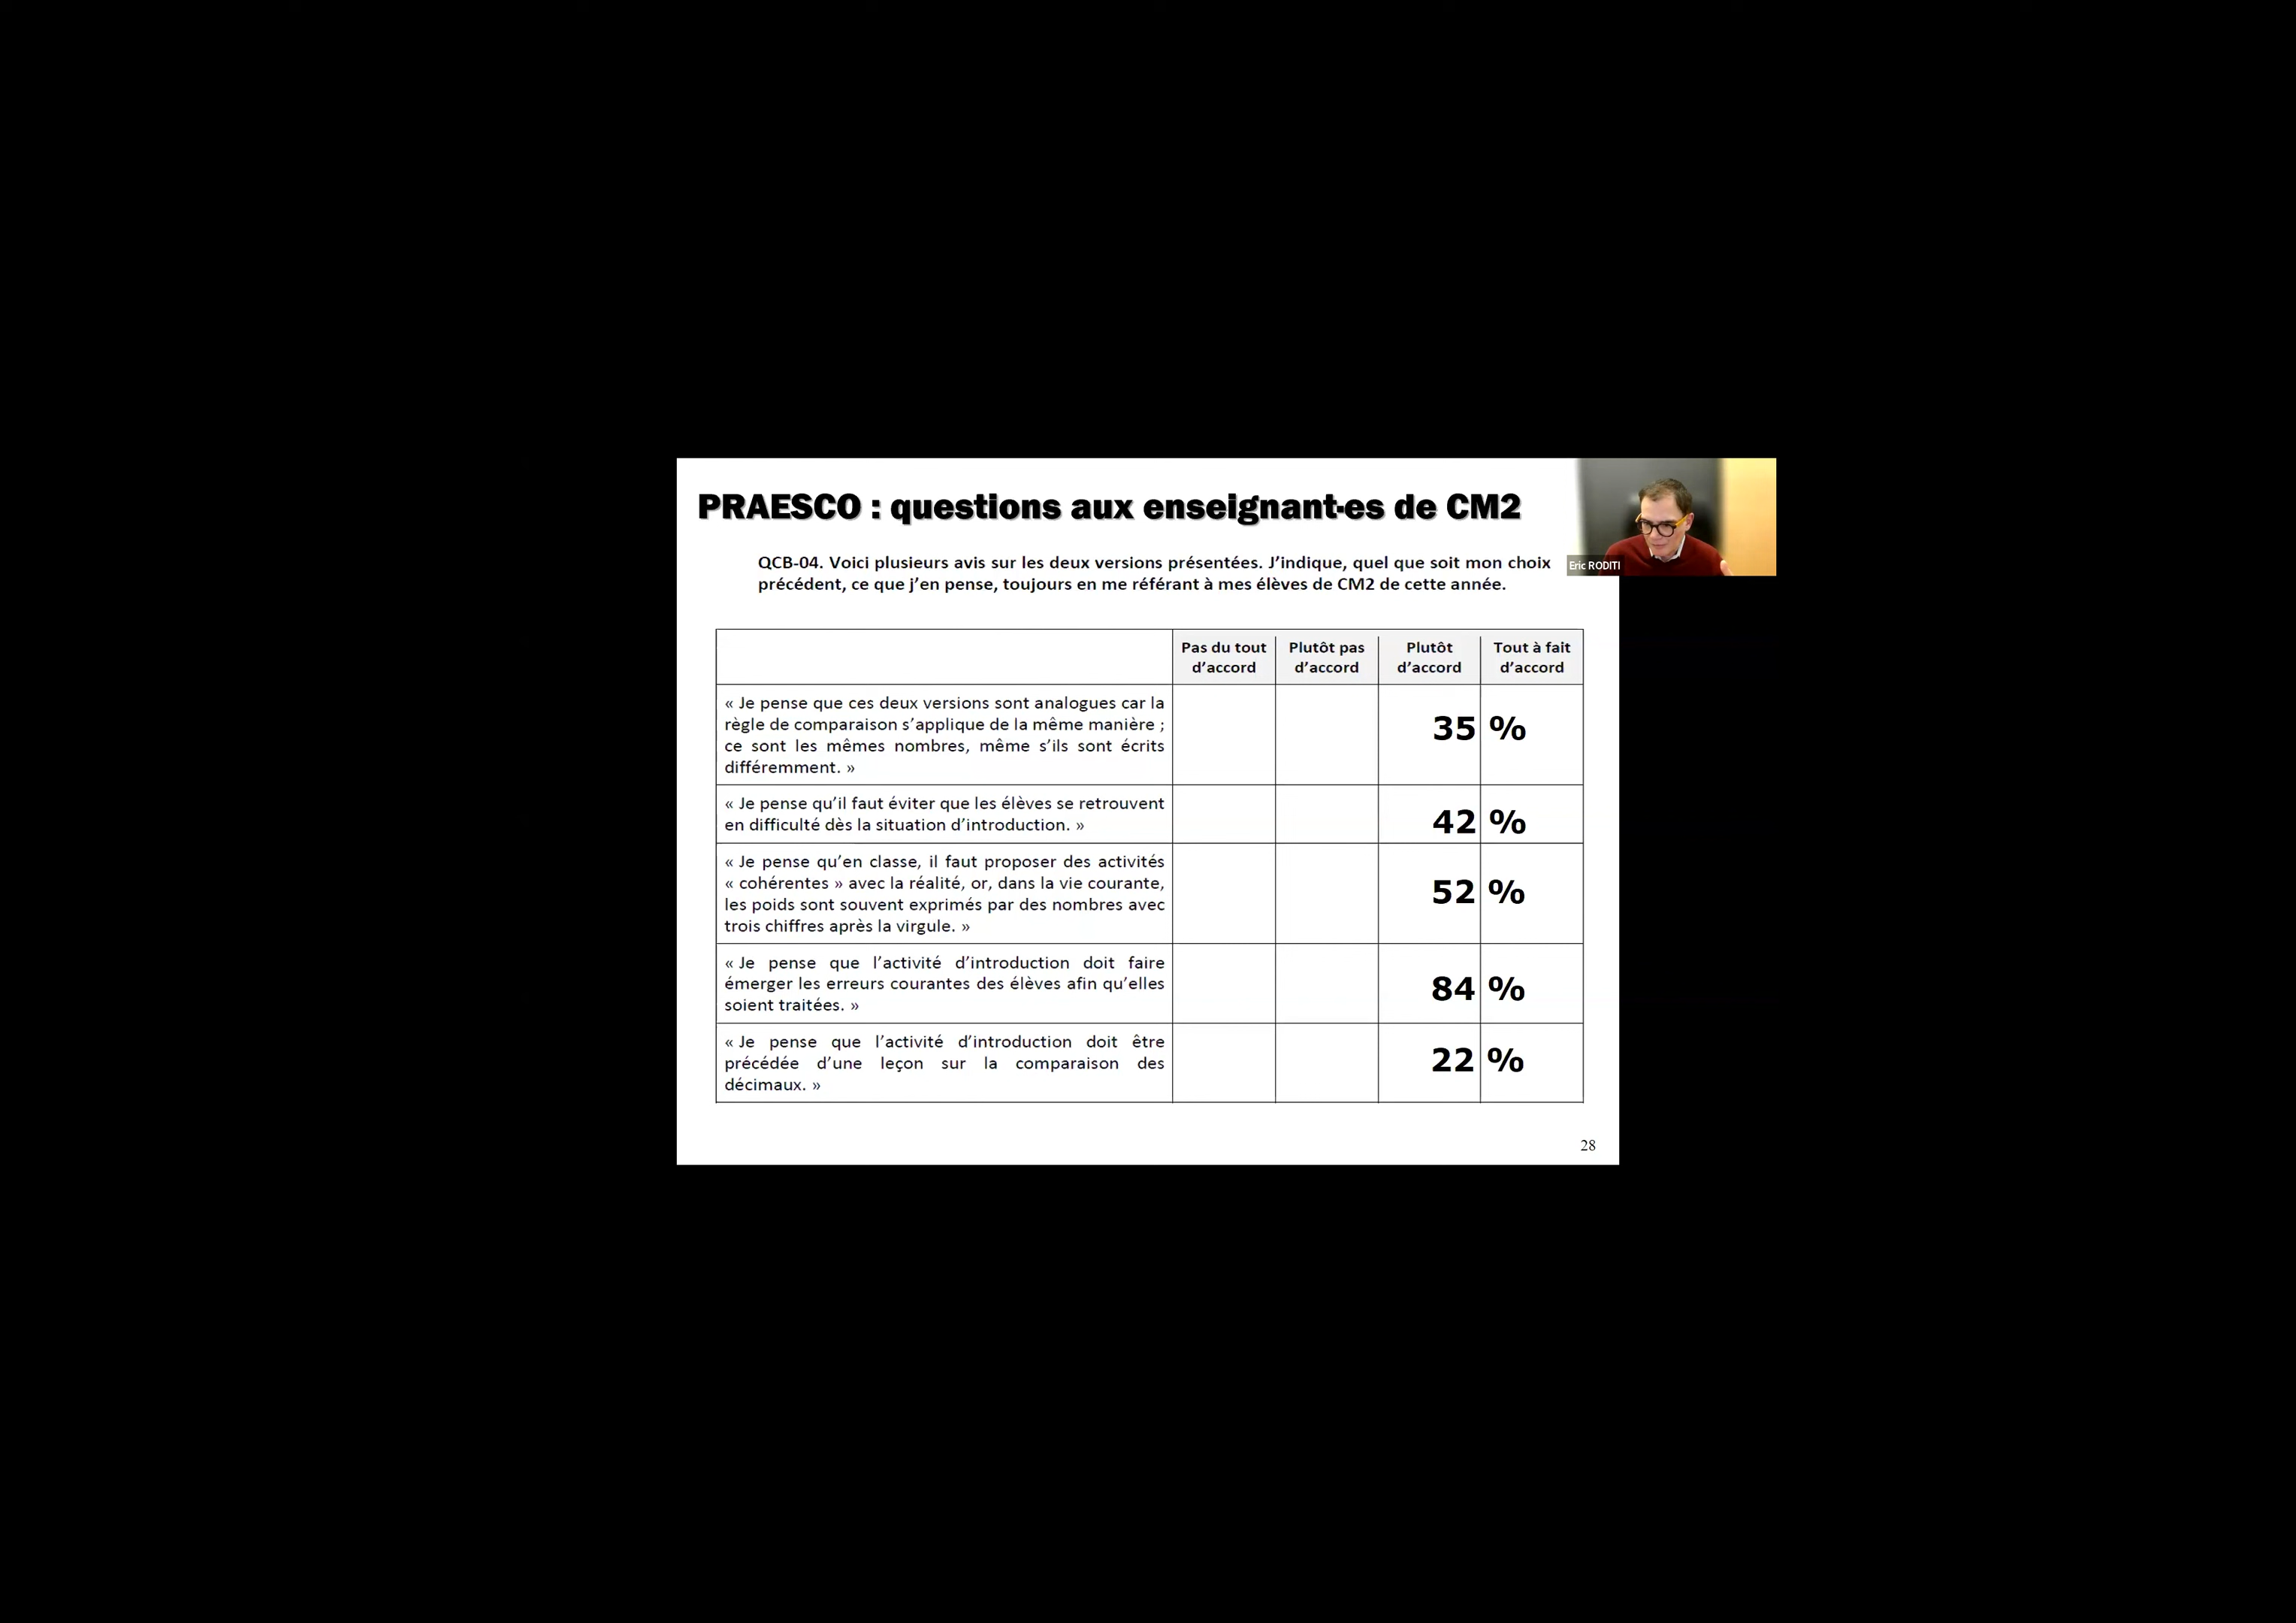 PRAESCO : questions aux enseignant·es de CM2
Eric RODITI
QCB-04. Voici plusieurs avis sur les deux versions présentées. J’indique, quel que soit mon choix
précédent, ce que j’en pense, toujours en me référant à mes élèves de CM2 de cette année.
Pas du tout
d’accord
Plutôt pas
d’accord
Plutôt
d’accord
Tout à fait
d’accord
« Je pense que ces deux versions sont analogues car la
règle de comparaison s’applique de la même manière ;
ce sont les mêmes nombres, même s’ils sont écrits
différemment. »
35 %
« Je pense qu’il faut éviter que les élèves se retrouvent
en difficulté dès la situation d’introduction. »
42 %
« Je pense qu’en classe, il faut proposer des activités
« cohérentes » avec la réalité, or, dans la vie courante,
les poids sont souvent exprimés par des nombres avec
trois chiffres après la virgule. »
52 %
« Je pense que l’activité d’introduction doit faire
émerger les erreurs courantes des élèves afin qu’elles
soient traitées. »
84 %
« Je pense que l’activité d’introduction doit être
précédée d’une leçon sur la comparaison des
décimaux. »
22 %
28